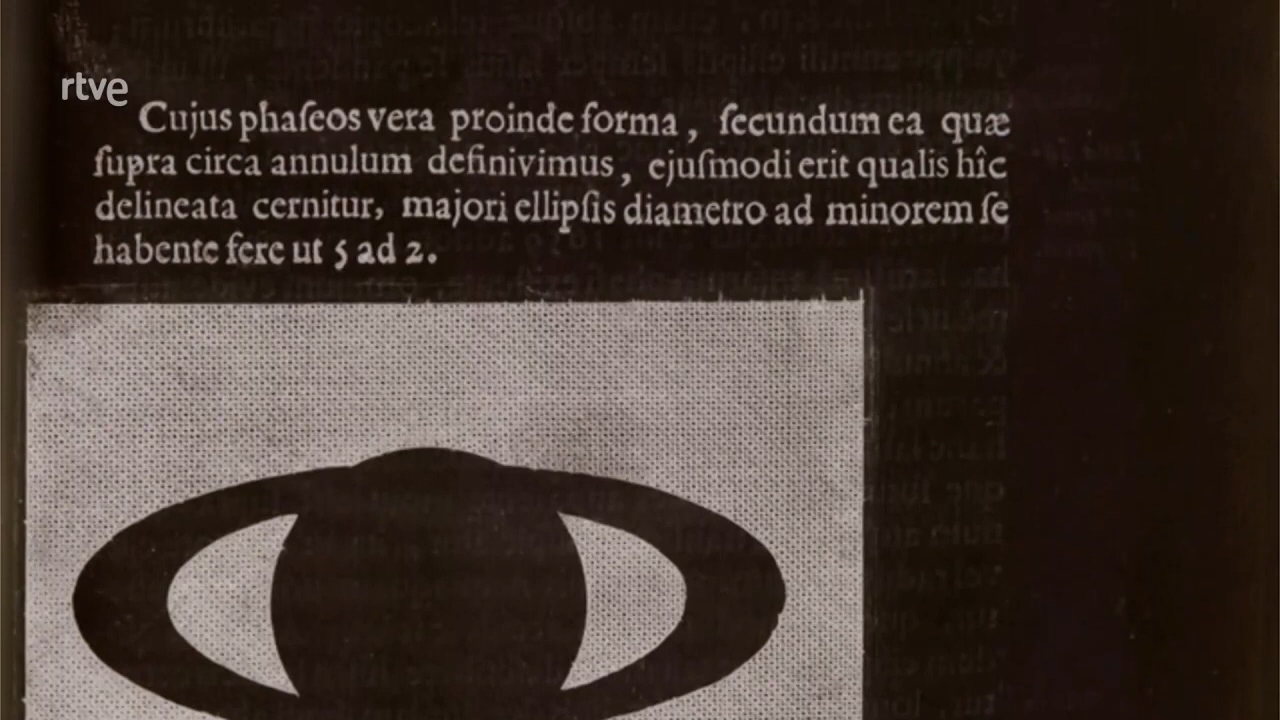 rtve
Cujus phaſeos vera proinde forma, ſecundum ea quæ
ſupra circa annulum definivimus, ejuſmodi erit qualis hîc
delineata cernitur, majori ellipſis diametro ad minorem ſe
habente fere ut 5 ad 2.